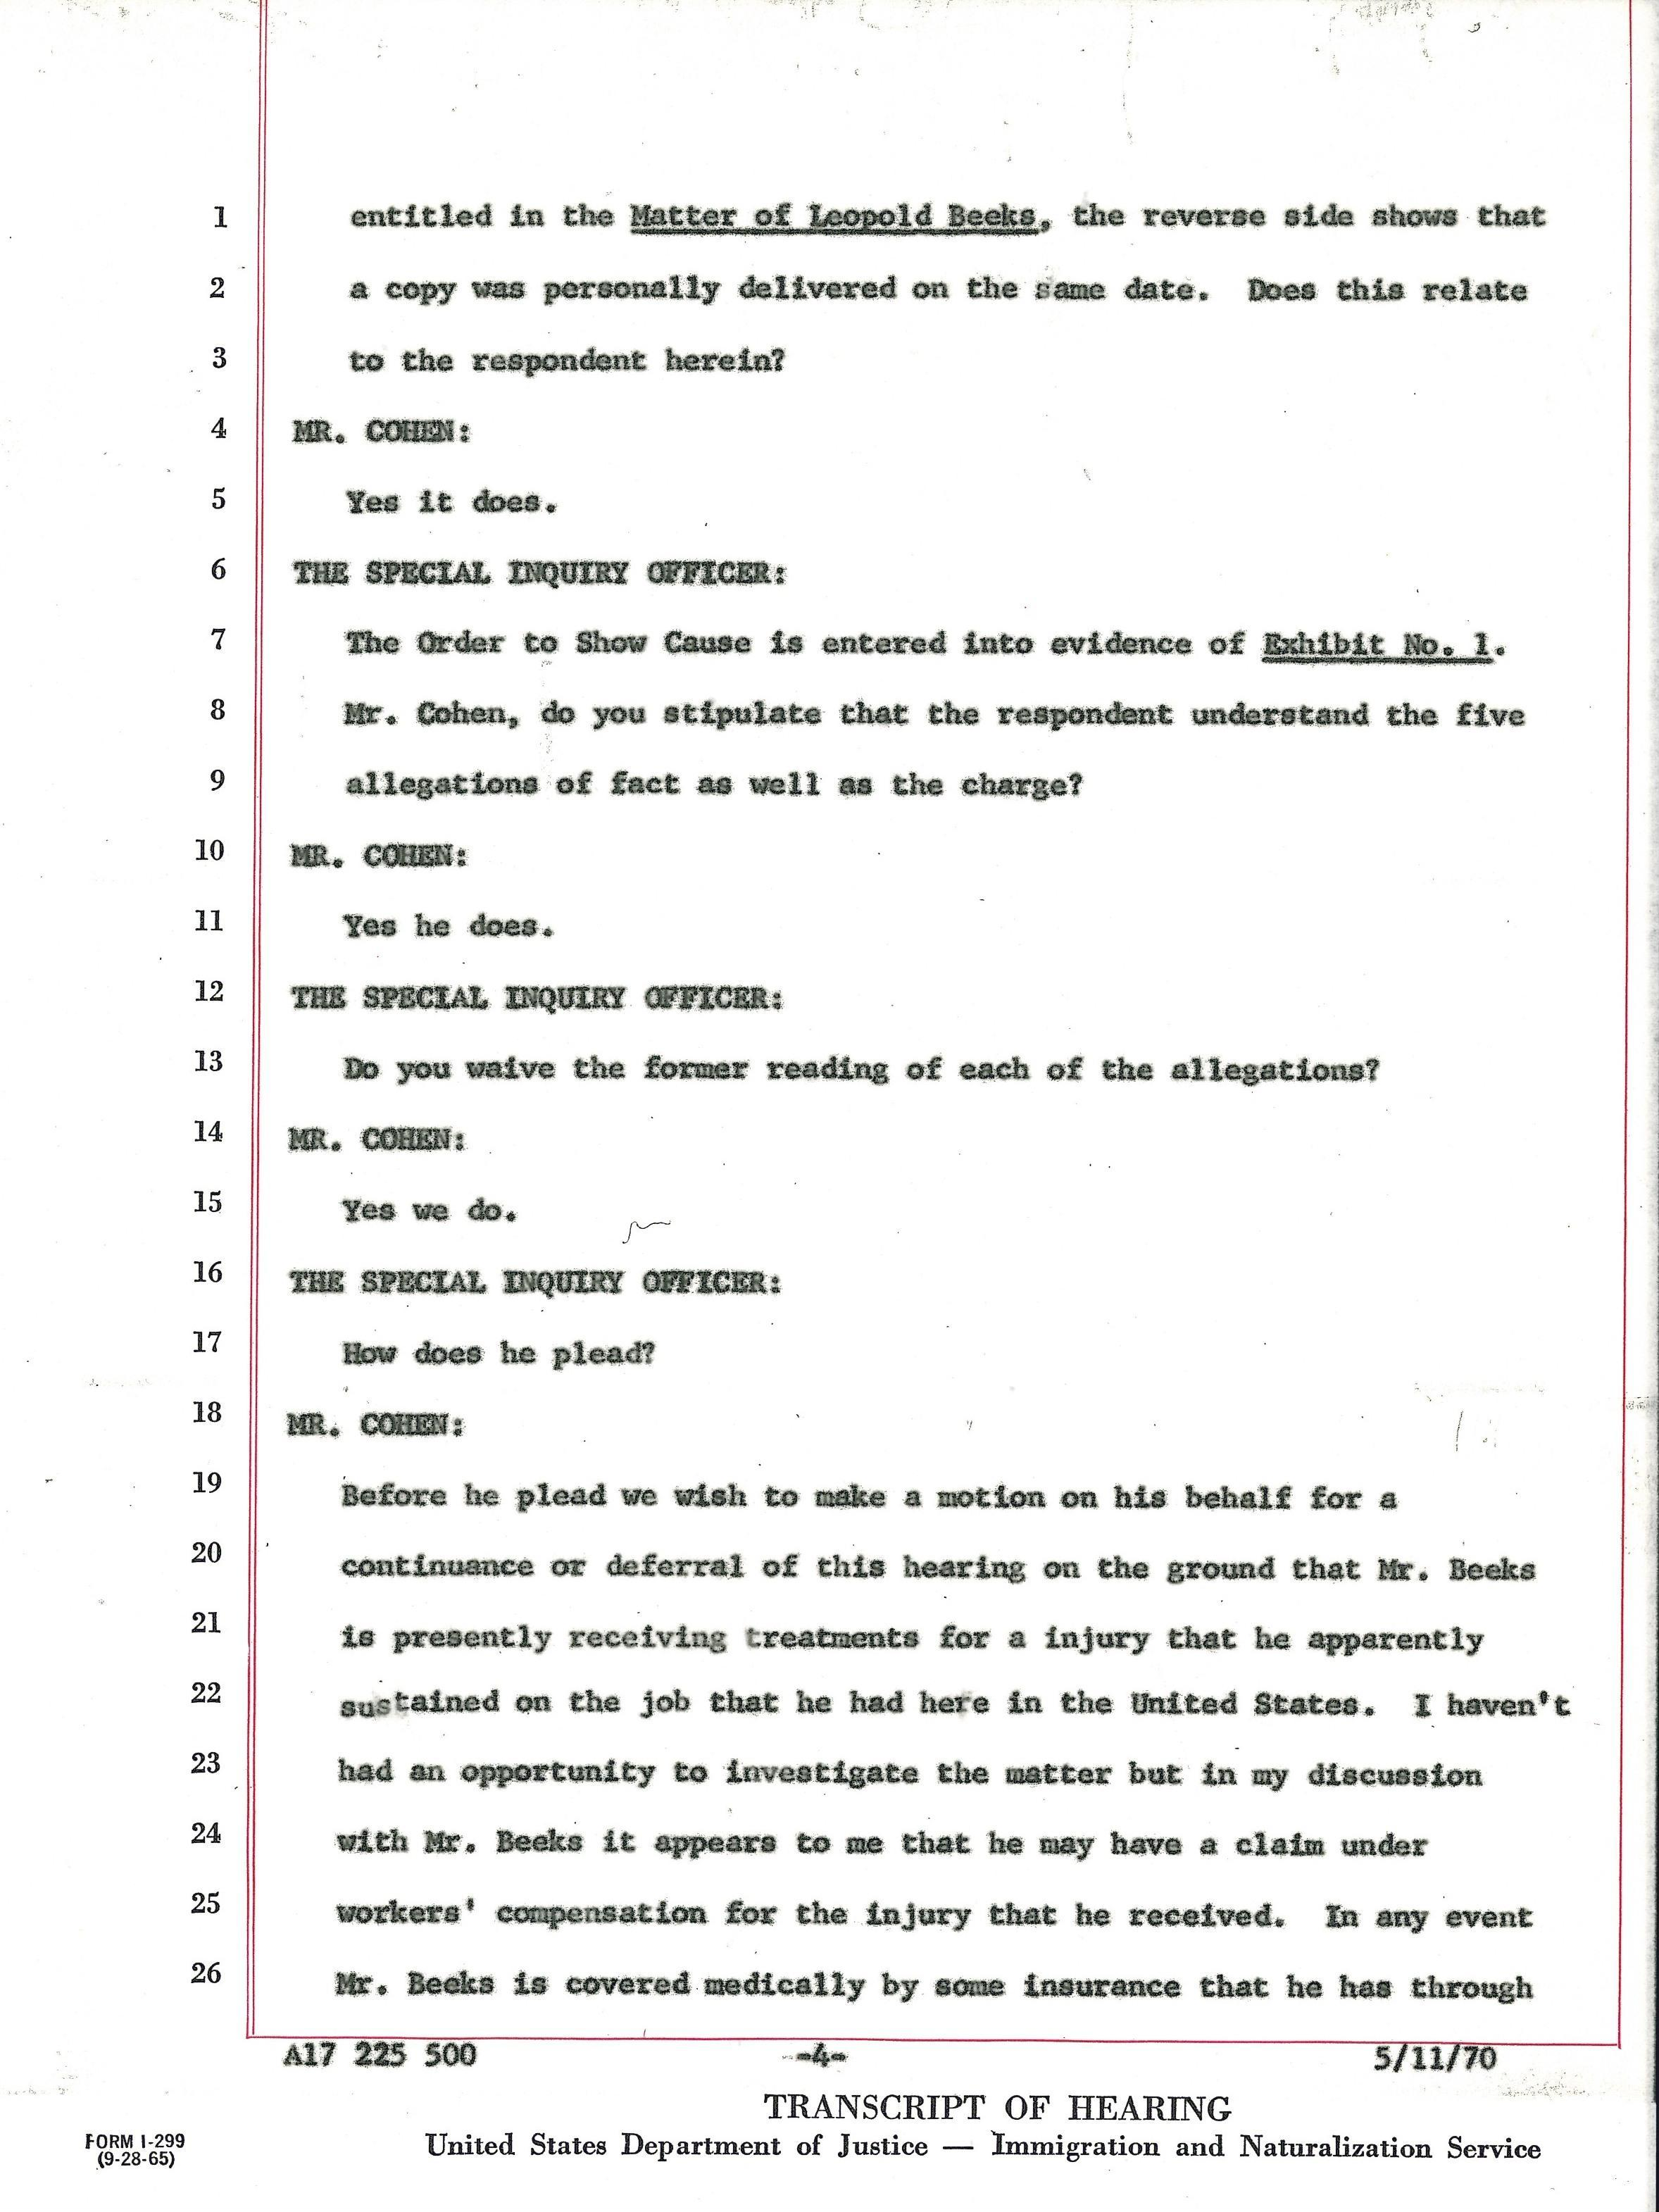 1 entitled in the Matter of Leopold Beeks, the reverse side shows that
2 a copy was personally delivered on the same date. Does this relate
3 to the respondent herein?
4 MR. COHEN:
5 Yes it does.
6 THE SPECIAL INQUIRY OFFICER:
7 The Order to Show Cause is entered into evidence of Exhibit No. 1.
8 Mr. Cohen, do you stipulate that the respondent understand the five
9 allegations of fact as well as the charge?
10 MR. COHEN:
11 Yes he does.
12 THE SPECIAL INQUIRY OFFICER:
13 Do you waive the former reading of each of the allegations?
14 MR. COHEN:
15 Yes we do.
16 THE SPECIAL INQUIRY OFFICER:
17 How does he plead?
18 MR. COHEN:
19 Before he plead we wish to make a motion on his behalf for a
20 continuance or deferral of this hearing on the ground that Mr. Beeks
21 is presently receiving treatments for a injury that he apparently
22 sustained on the job that he had here in the United States. I haven't
23 had an opportunity to investigate the matter but in my discussion
24 with Mr. Beeks it appears to me that he may have a claim under
25 workers' compensation for the injury that he received. In any event
26 Mr. Beeks is covered medically by some insurance that he has through
A17 225 500 -4- 5/11/70
TRANSCRIPT OF HEARING
FORM I-299 United States Department of Justice — Immigration and Naturalization Service
(9-28-65)